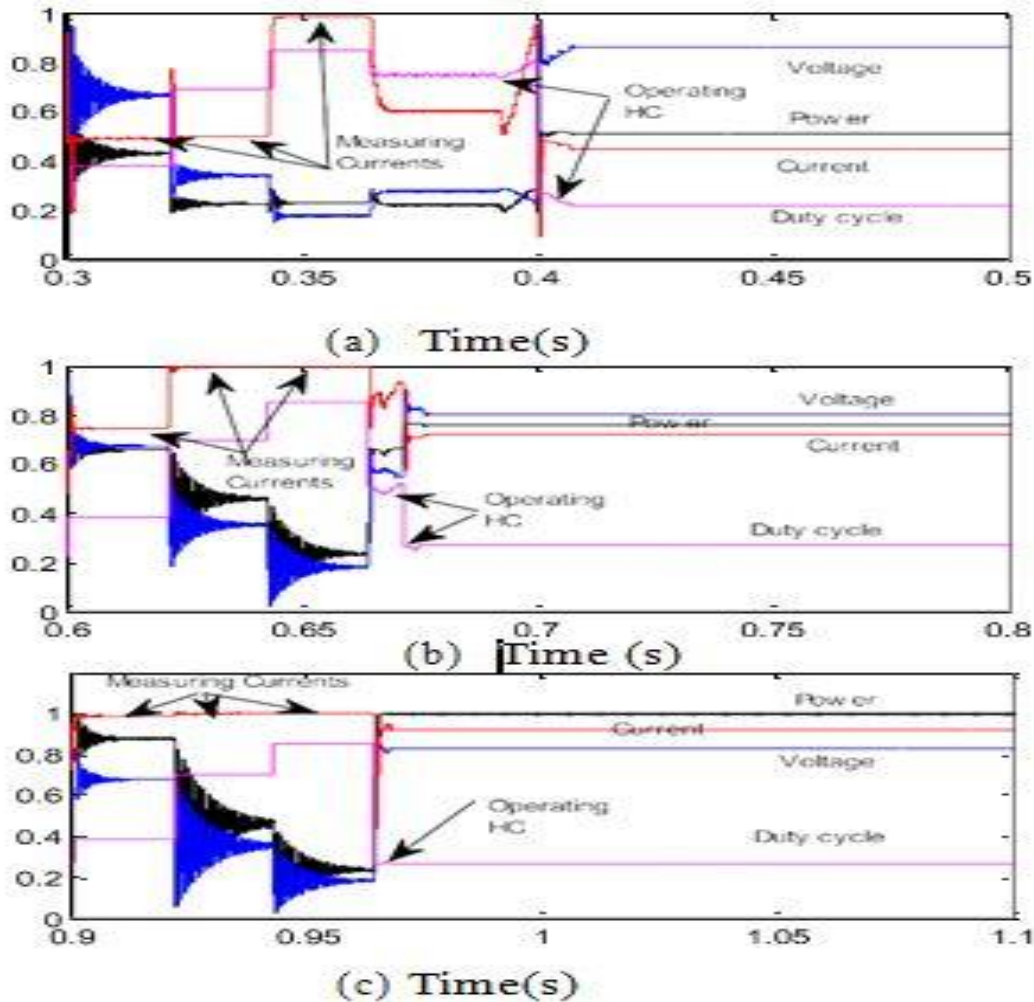 1
0.8
0.6
0.4
0.2
0
Voltage
Operating
HC
Power
Measuring
Currents
Current
Duty cycle
0.3
0.35
0.4
0.45
0.5
(a) Time(s)
1
0.8
0.6
0.4
0.2
0
Voltage
Power
Current
Measuring
Currents
Operating
HC
Duty cycle
0.6
0.65
0.7
0.75
0.8
(b) Time (s)
Measuring Currents
1
0.8
0.6
0.4
0.2
0
Power
Current
Voltage
Operating
HC
Duty cycle
0.9
0.95
1
1.05
1.1
(c) Time(s)